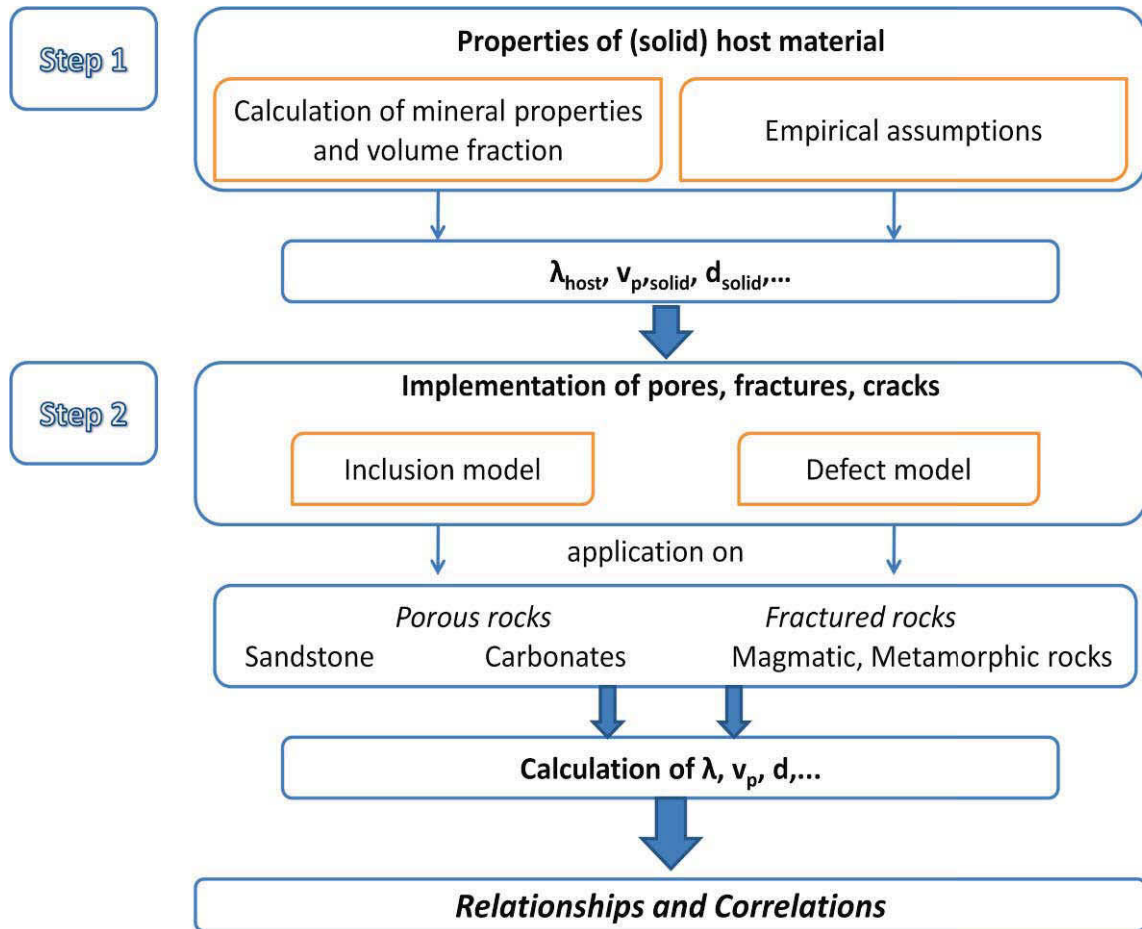 Step 1
Properties of (solid) host material
Calculation of mineral properties
and volume fraction
Empirical assumptions
λhost, vp,solid, dsolid,...
Step 2
Implementation of pores, fractures, cracks
Inclusion model
Defect model
application on
Porous rocks
Fractured rocks
Sandstone
Carbonates
Magmatic, Metamorphic rocks
Calculation of λ, vp, d,...
Relationships and Correlations